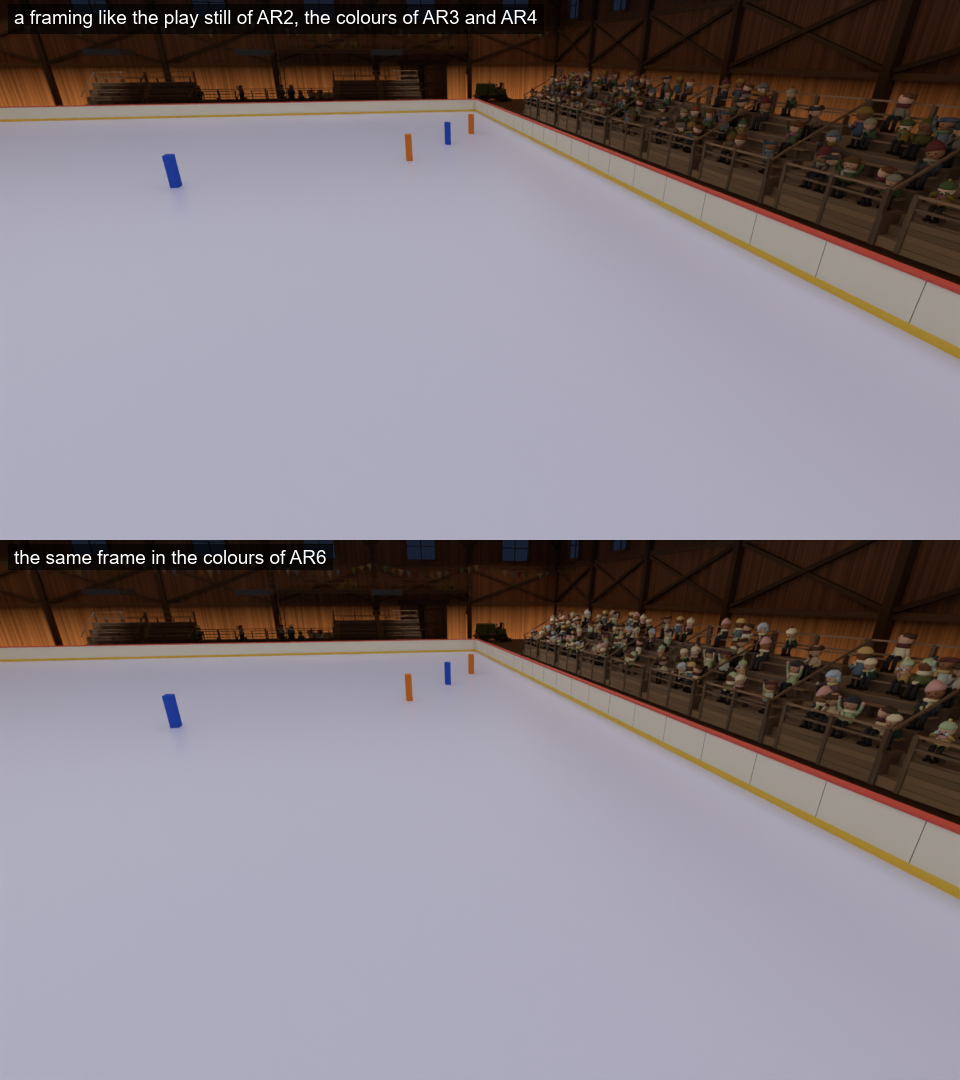 a framing like the play still of AR2, the colours of AR3 and AR4
the same frame in the colours of AR6